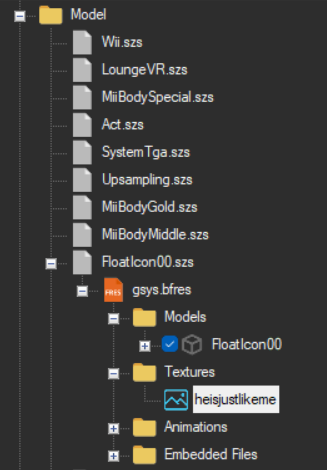 Model
Wii.szs
LoungeVR.szs
MiiBodySpecial.szs
Act.szs
SystemTga.szs
Upsampling.szs
MiiBodyGold.szs
MiiBodyMiddle.szs
FloatIcon00.szs
FRES gsys.bfres
Models
FloatIcon00
Textures
heisjustlikeme
Animations
Embedded Files